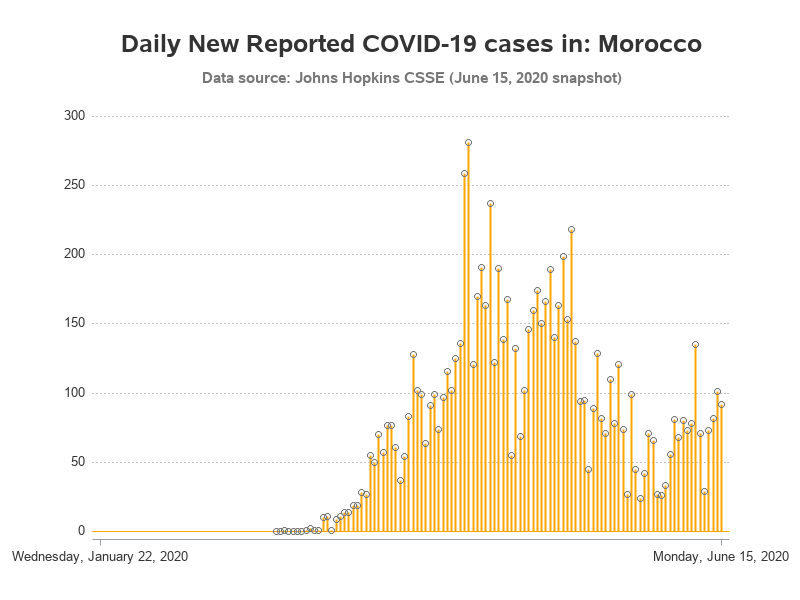 Daily New Reported COVID-19 cases in: Morocco
Data source: Johns Hopkins CSSE (June 15, 2020 snapshot)
300
250
200
150
100
50
0
Wednesday, January 22, 2020
Monday, June 15, 2020